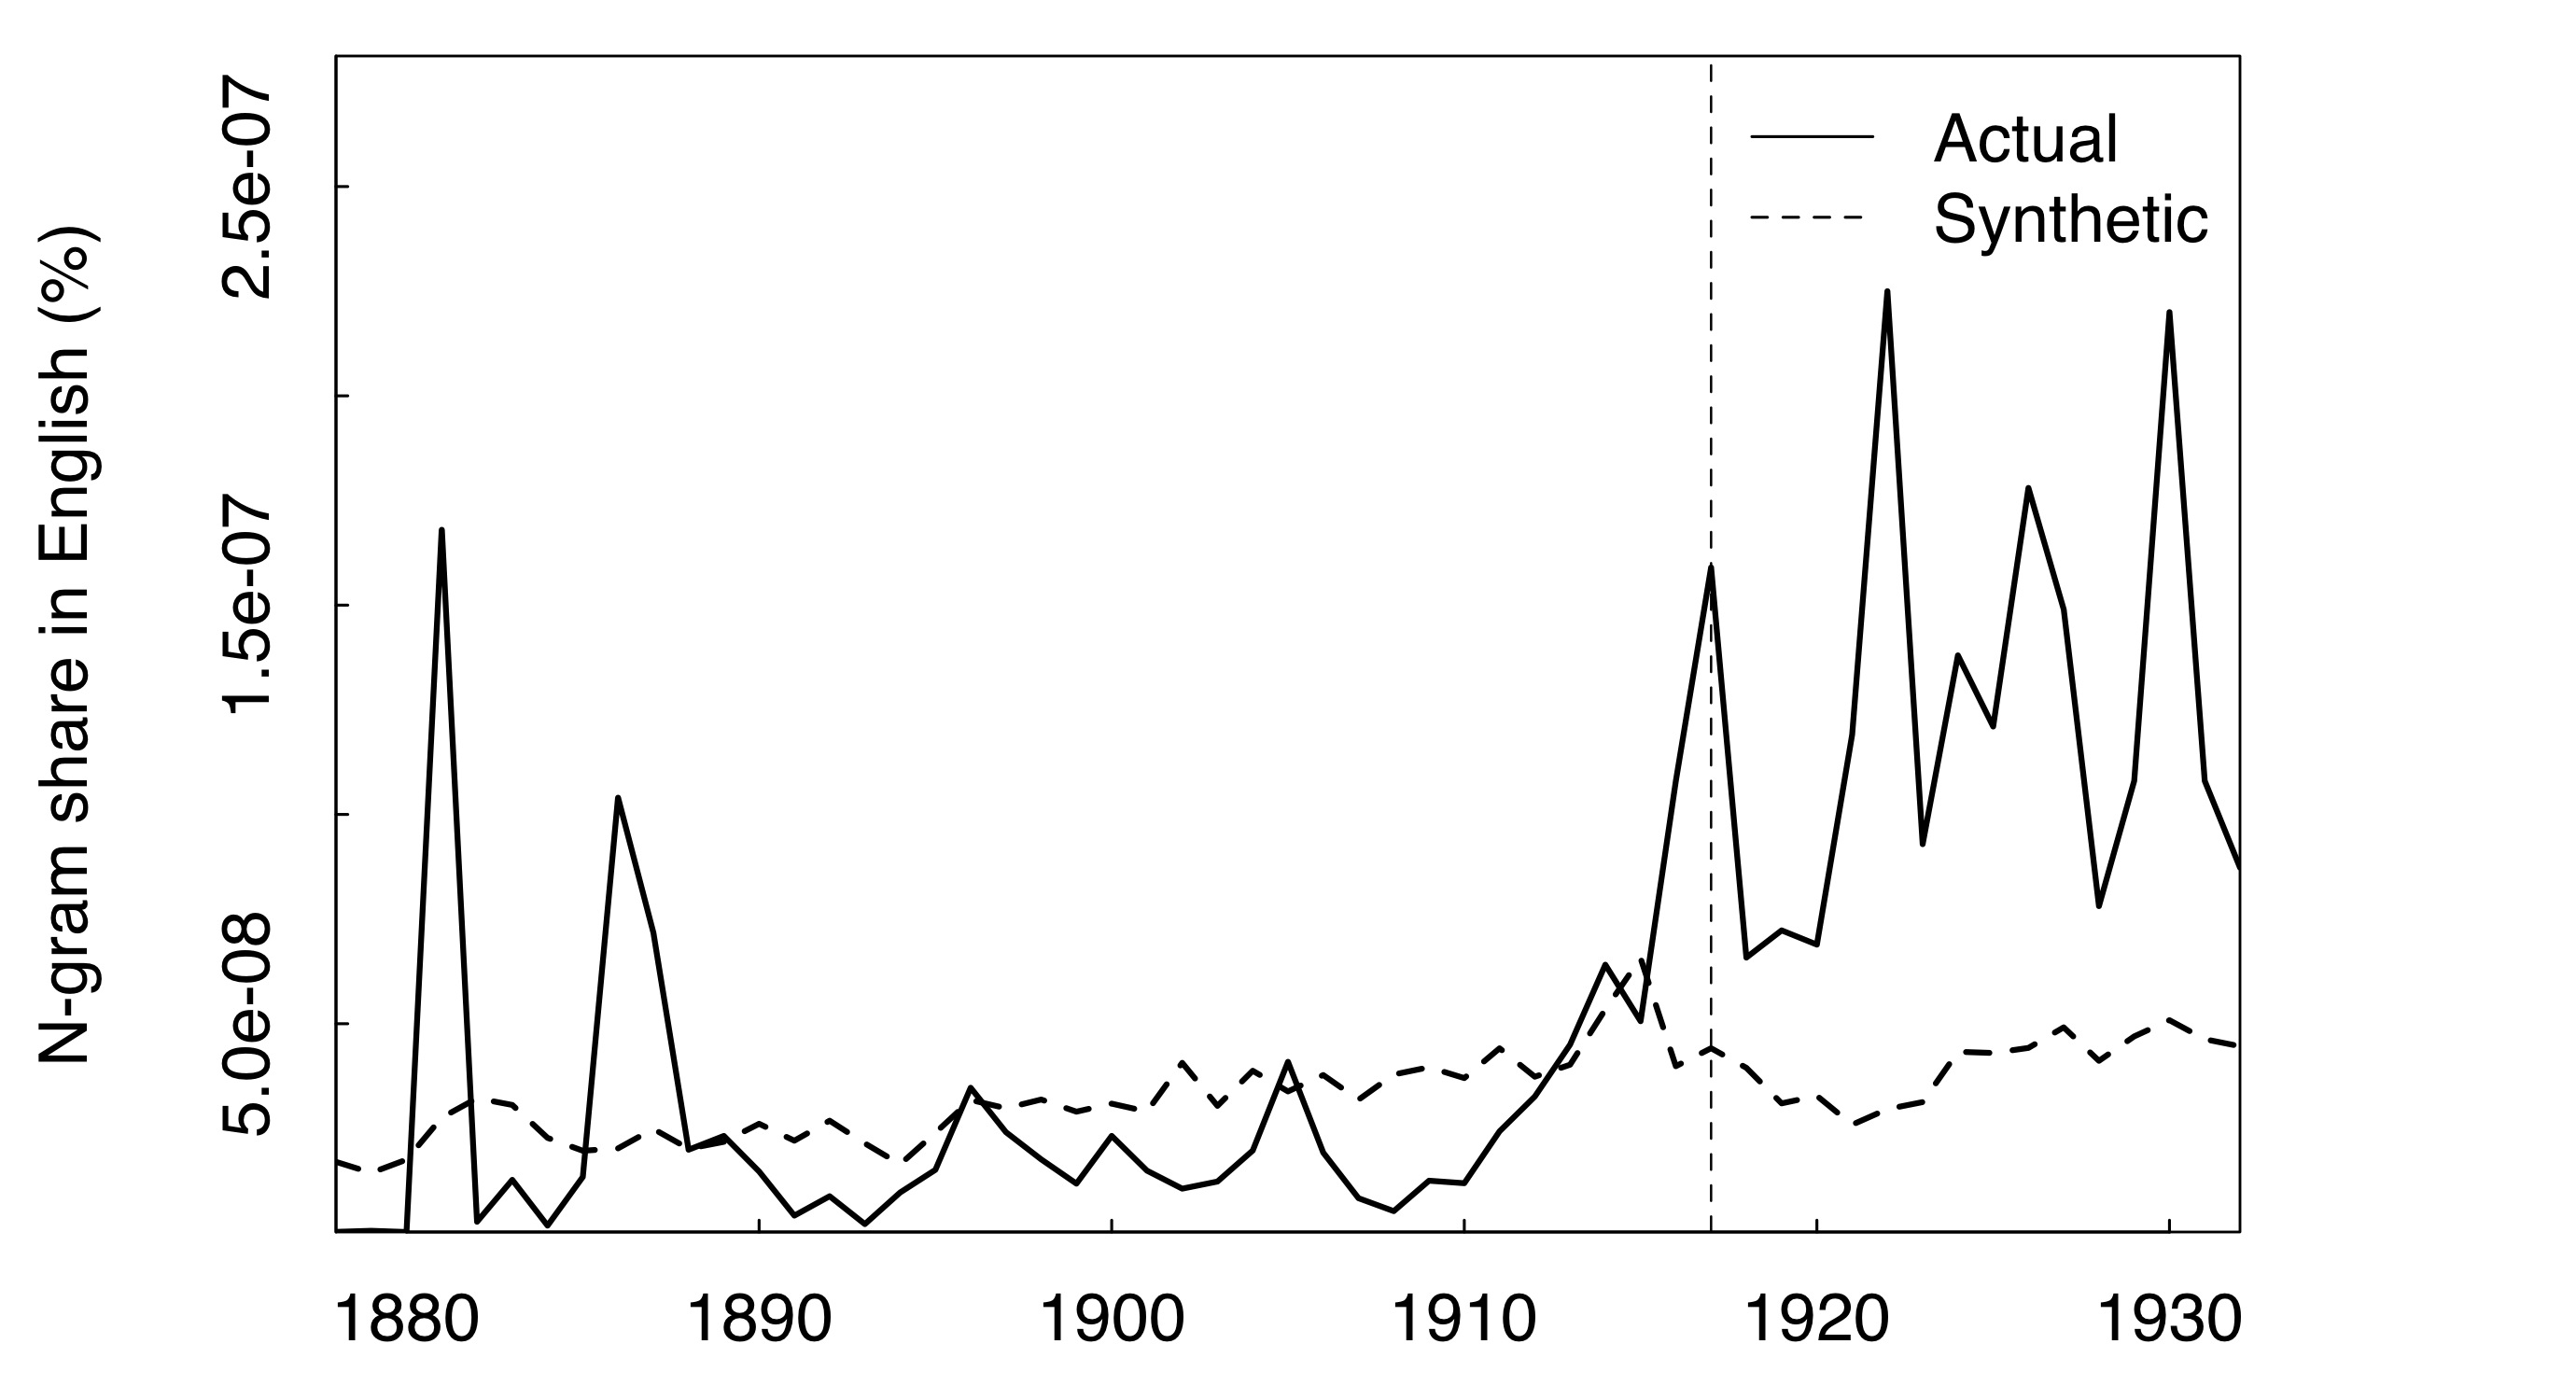 N-gram share in English (%)
2.5e-07
1.5e-07
5.0e-08
Actual
Synthetic
1880 1890 1900 1910 1920 1930